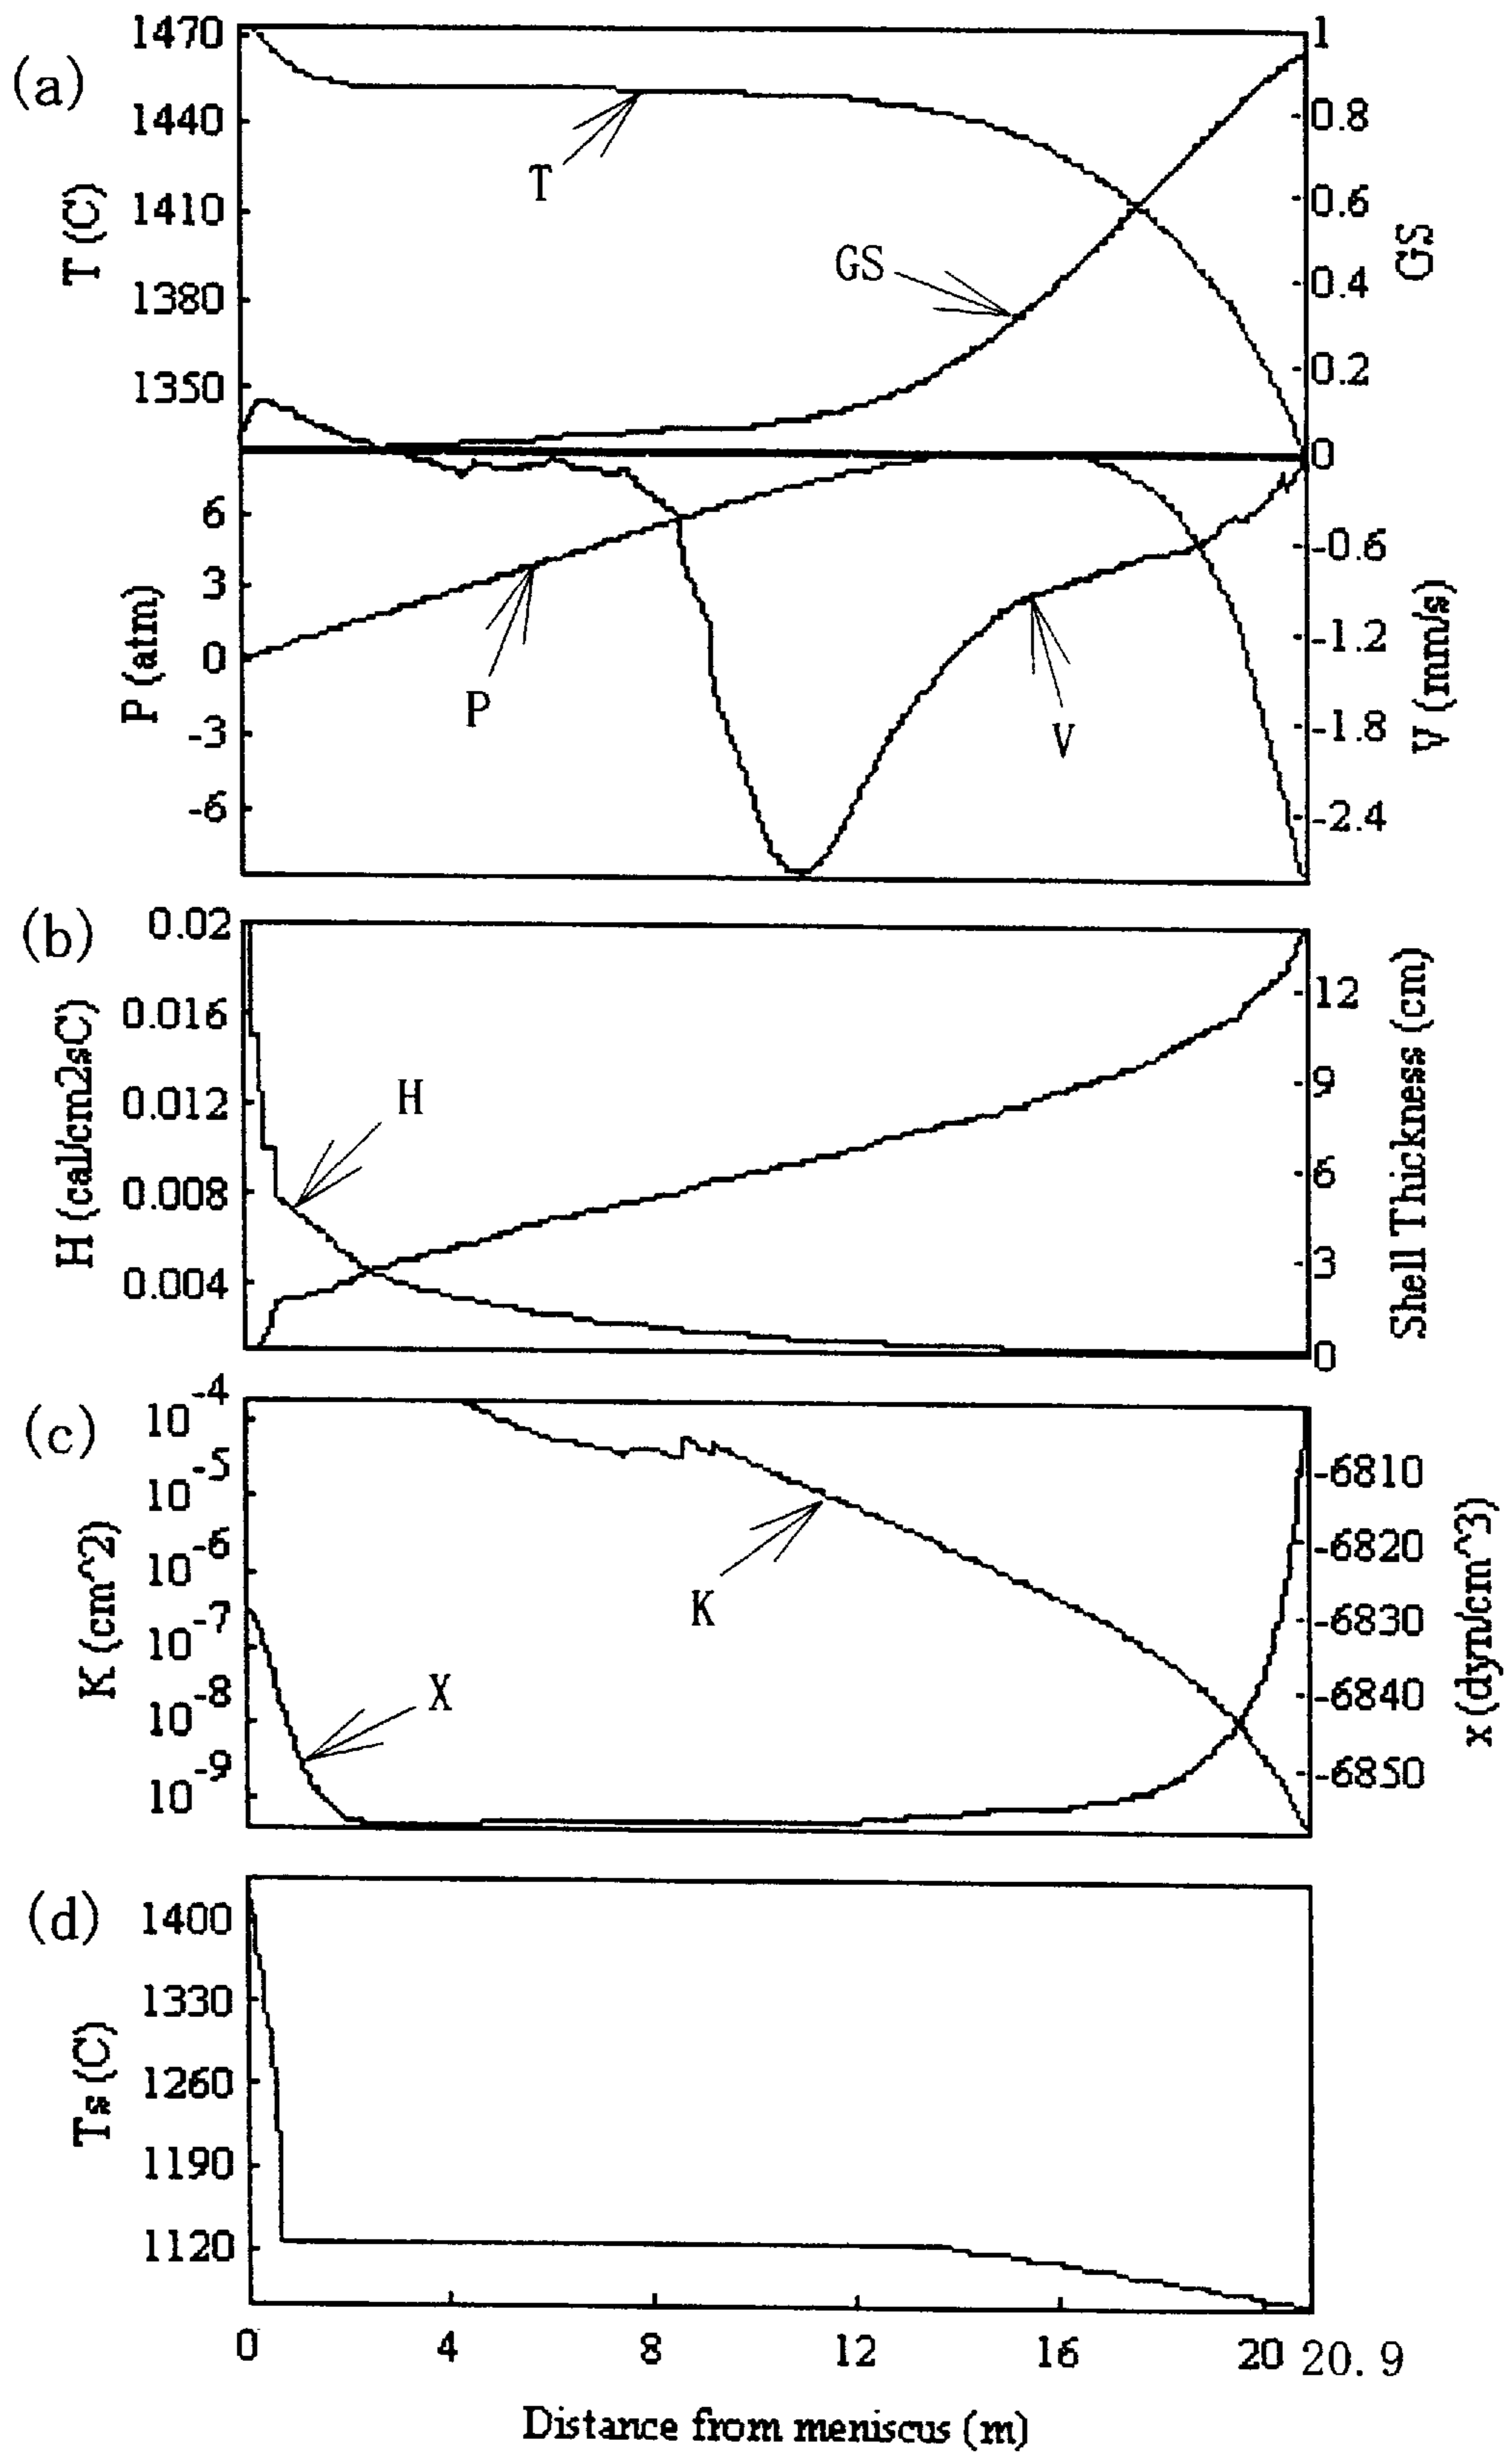 (a)
1470
1440
1410
1380
1350
T (C)
1
0.8
0.6
0.4
0.2
0
GS
T
GS
6
3
0
-3
-6
P (atm)
-0.6
-1.2
-1.8
-2.4
V (mm/s)
P
V
(b)
0.02
0.016
0.012
0.008
0.004
H (cal/cm2sC)
12
9
6
3
0
Shell Thickness (cm)
H
(c)
10^-4
10^-5
10^-6
10^-7
10^-8
10^-9
K (cm^2)
-6810
-6820
-6830
-6840
-6850
x (dyn/cm^3)
K
X
(d)
1400
1330
1260
1190
1120
Ts (C)
0 4 8 12 16 20 20.9
Distance from meniscus (m)